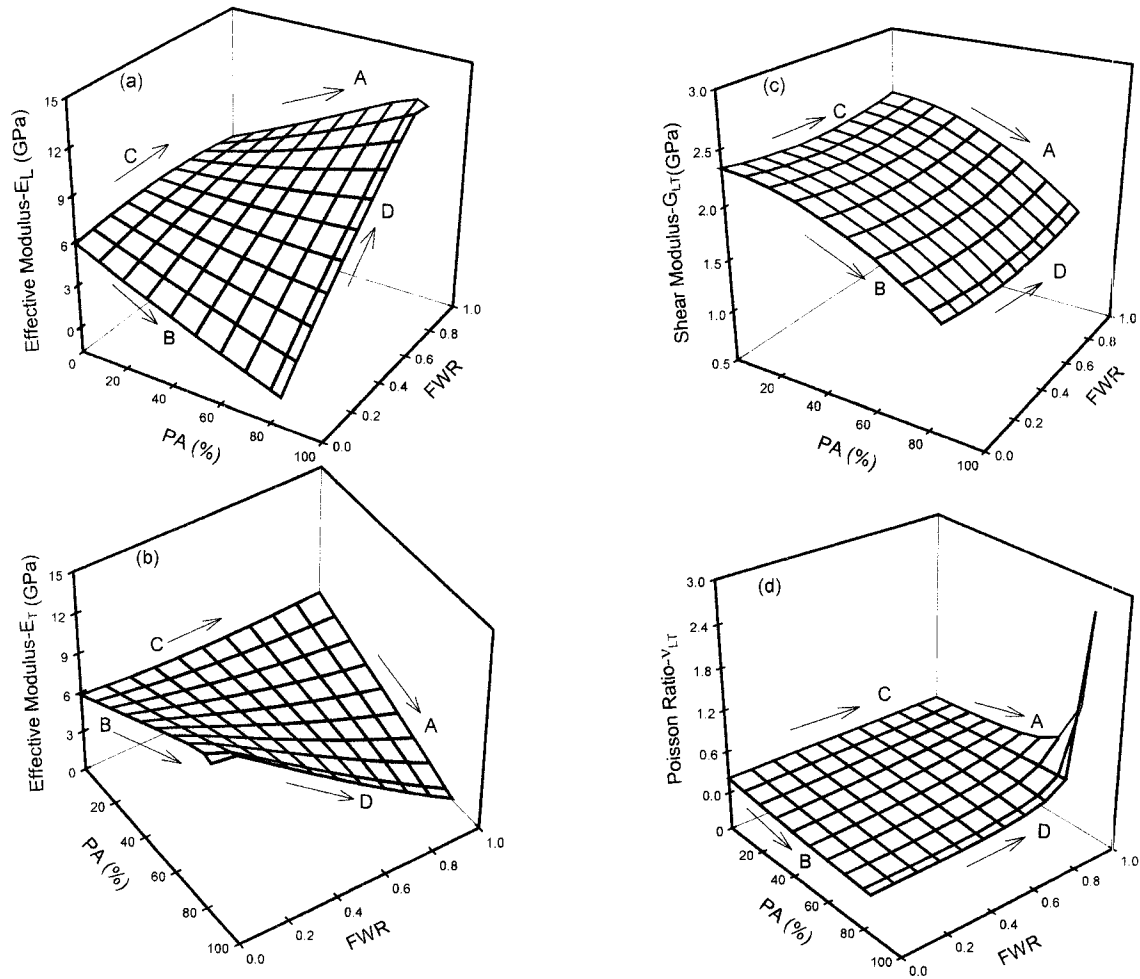 (a)
Effective Modulus-EL (GPa)
15
12
9
6
3
0
0
20
40
60
80
100
PA (%)
0.0
0.2
0.4
0.6
0.8
1.0
FWR
A
B
C
D
(c)
Shear Modulus-GLT(GPa)
3.0
2.5
2.0
1.5
1.0
0.5
20
40
60
80
100
PA (%)
0.0
0.2
0.4
0.6
0.8
1.0
FWR
A
B
C
D
(b)
Effective Modulus-ET (GPa)
15
12
9
6
3
0
20
40
60
80
100
PA (%)
0.0
0.2
0.4
0.6
0.8
1.0
FWR
A
B
C
D
(d)
Poisson Ratio-νLT
3.0
2.4
1.8
1.2
0.6
0.0
0
20
40
60
80
100
PA (%)
0.0
0.2
0.4
0.6
0.8
1.0
FWR
A
B
C
D